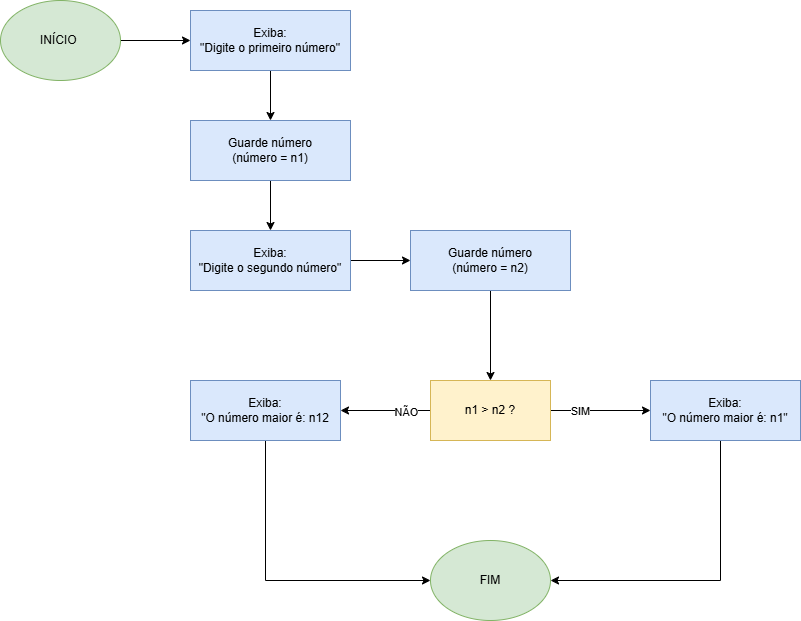 INÍCIO
Exiba:
"Digite o primeiro número"
Guarde número
(número = n1)
Exiba:
"Digite o segundo número"
Guarde número
(número = n2)
n1 > n2 ?
NÃO
SIM
Exiba:
"O número maior é: n12
Exiba:
"O número maior é: n1"
FIM